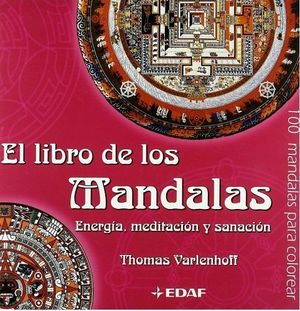 El libro de los
Mandalas
Energía, meditación y sanación
Thomas Varlenhoff
EDAF
100 mandalas para colorear